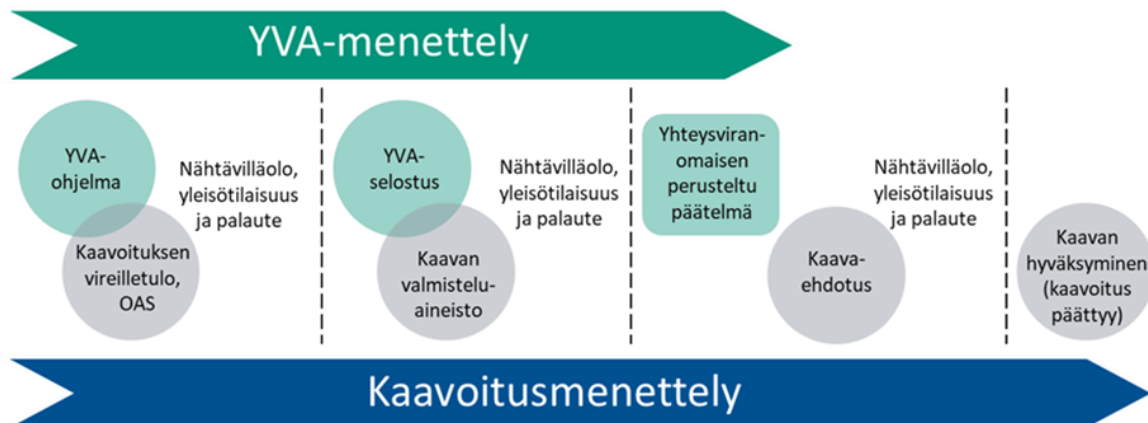 YVA-menettely
YVA-
ohjelma
Kaavoituksen
vireilletulo,
OAS
Nähtävilläolo,
yleisötilaisuus
ja palaute
YVA-
selostus
Kaavan
valmistelu-
aineisto
Nähtävilläolo,
yleisötilaisuus
ja palaute
Yhteysviran-
omaisen
perusteltu
päätelmä
Kaava-
ehdotus
Nähtävilläolo,
yleisötilaisuus
ja palaute
Kaavan
hyväksyminen
(kaavoitus
päättyy)
Kaavoitusmenettely